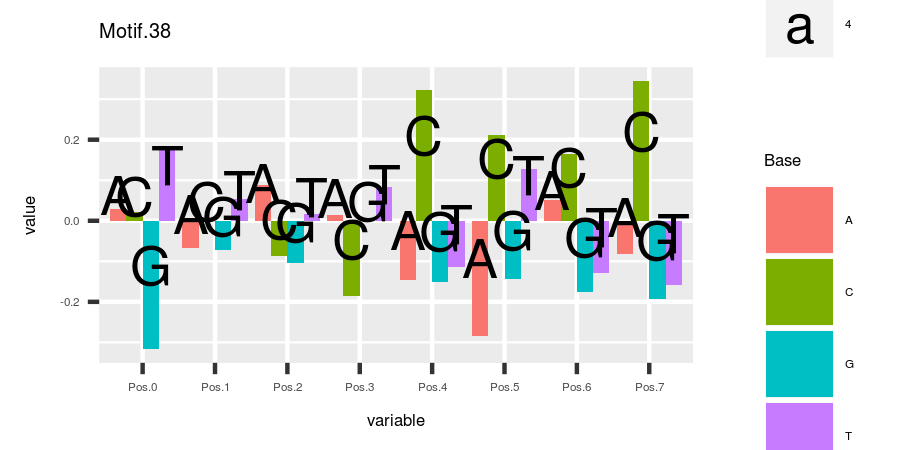 Motif.38
a 4
value
0.2
0.0
-0.2
A C G T
A C G T
A C G T
A C G T
A C G T
A C G T
A C G T
A C G T
Pos.0 Pos.1 Pos.2 Pos.3 Pos.4 Pos.5 Pos.6 Pos.7
variable
Base
A
C
G
T